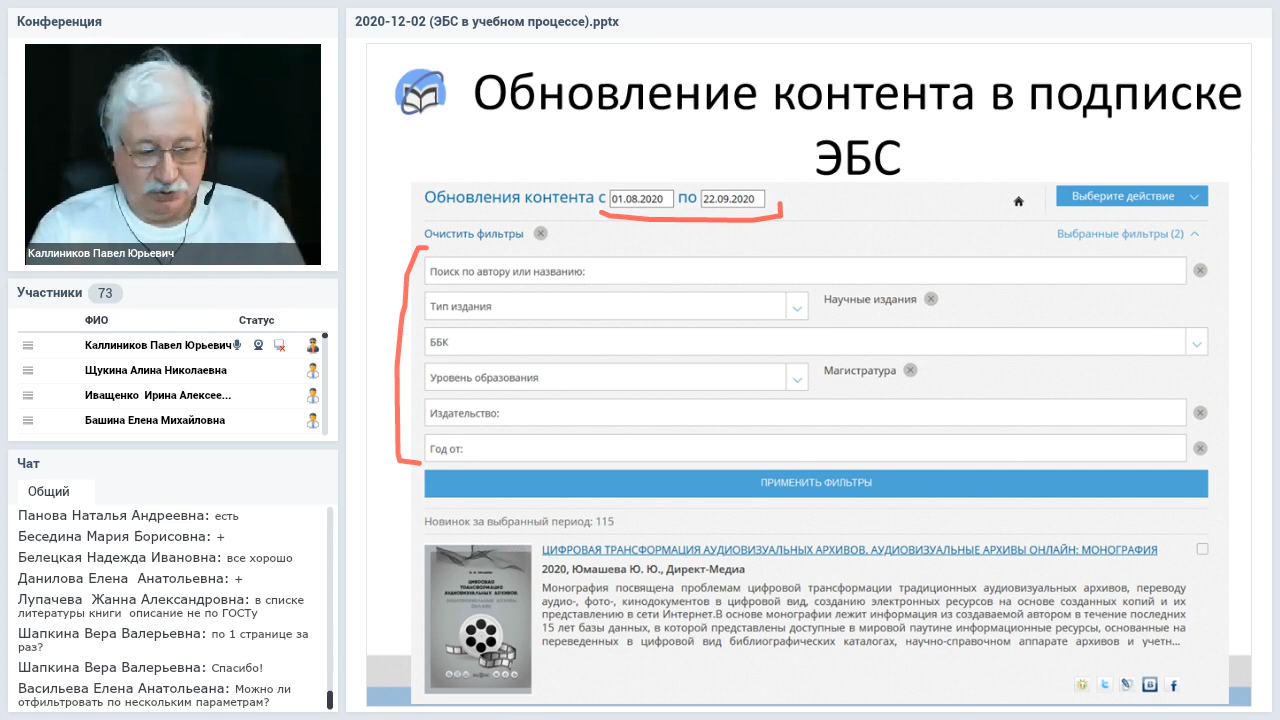 Конференция
Каллиников Павел Юрьевич
Участники 73
ФИО Статус
Каллиников Павел Юрьевич
Щукина Алина Николаевна
Иващенко Ирина Алексее...
Башина Елена Михайловна
Чат
Общий
Панова Наталья Андреевна: есть
Беседина Мария Борисовна: +
Белецкая Надежда Ивановна: все хорошо
Данилова Елена Анатольевна: +
Лупачева Жанна Александровна: в списке
литературы книги описание не по ГОСТу
Шапкина Вера Валерьевна: по 1 странице за
раз?
Шапкина Вера Валерьевна: Спасибо!
Васильева Елена Анатольеана: Можно ли
отфильтровать по нескольким параметрам?
2020-12-02 (ЭБС в учебном процессе).pptx
Обновление контента в подписке
ЭБС
Обновления контента с 01.08.2020 по 22.09.2020
Выберите действие
Очистить фильтры
Выбранные фильтры (2)
Поиск по автору или названию:
Тип издания
Научные издания
ББК
Уровень образования
Магистратура
Издательство:
Год от:
ПРИМЕНИТЬ ФИЛЬТРЫ
Новинок за выбранный период: 115
ЦИФРОВАЯ ТРАНСФОРМАЦИЯ АУДИОВИЗУАЛЬНЫХ АРХИВОВ. АУДИОВИЗУАЛЬНЫЕ АРХИВЫ ОНЛАЙН: МОНОГРАФИЯ
2020, Юмашева Ю. Ю., Директ-Медиа
Монография посвящена проблемам цифровой трансформации традиционных аудиовизуальных архивов, переводу
аудио-, фото-, кинодокументов в цифровой вид, созданию электронных ресурсов на основе созданных копий и их
представлению в сети Интернет.В основе монографии лежит информация из создаваемой автором в течение последних
15 лет базы данных, в которой представлены доступные в мировой паутине информационные ресурсы, основанные на
переведенных в цифровой вид библиографических каталогах, научно-справочном аппарате архивов и учетн...
ЦИФРОВАЯ
ТРАНСФОРМАЦИЯ
АУДИОВИЗУАЛЬНЫХ АРХИВОВ.